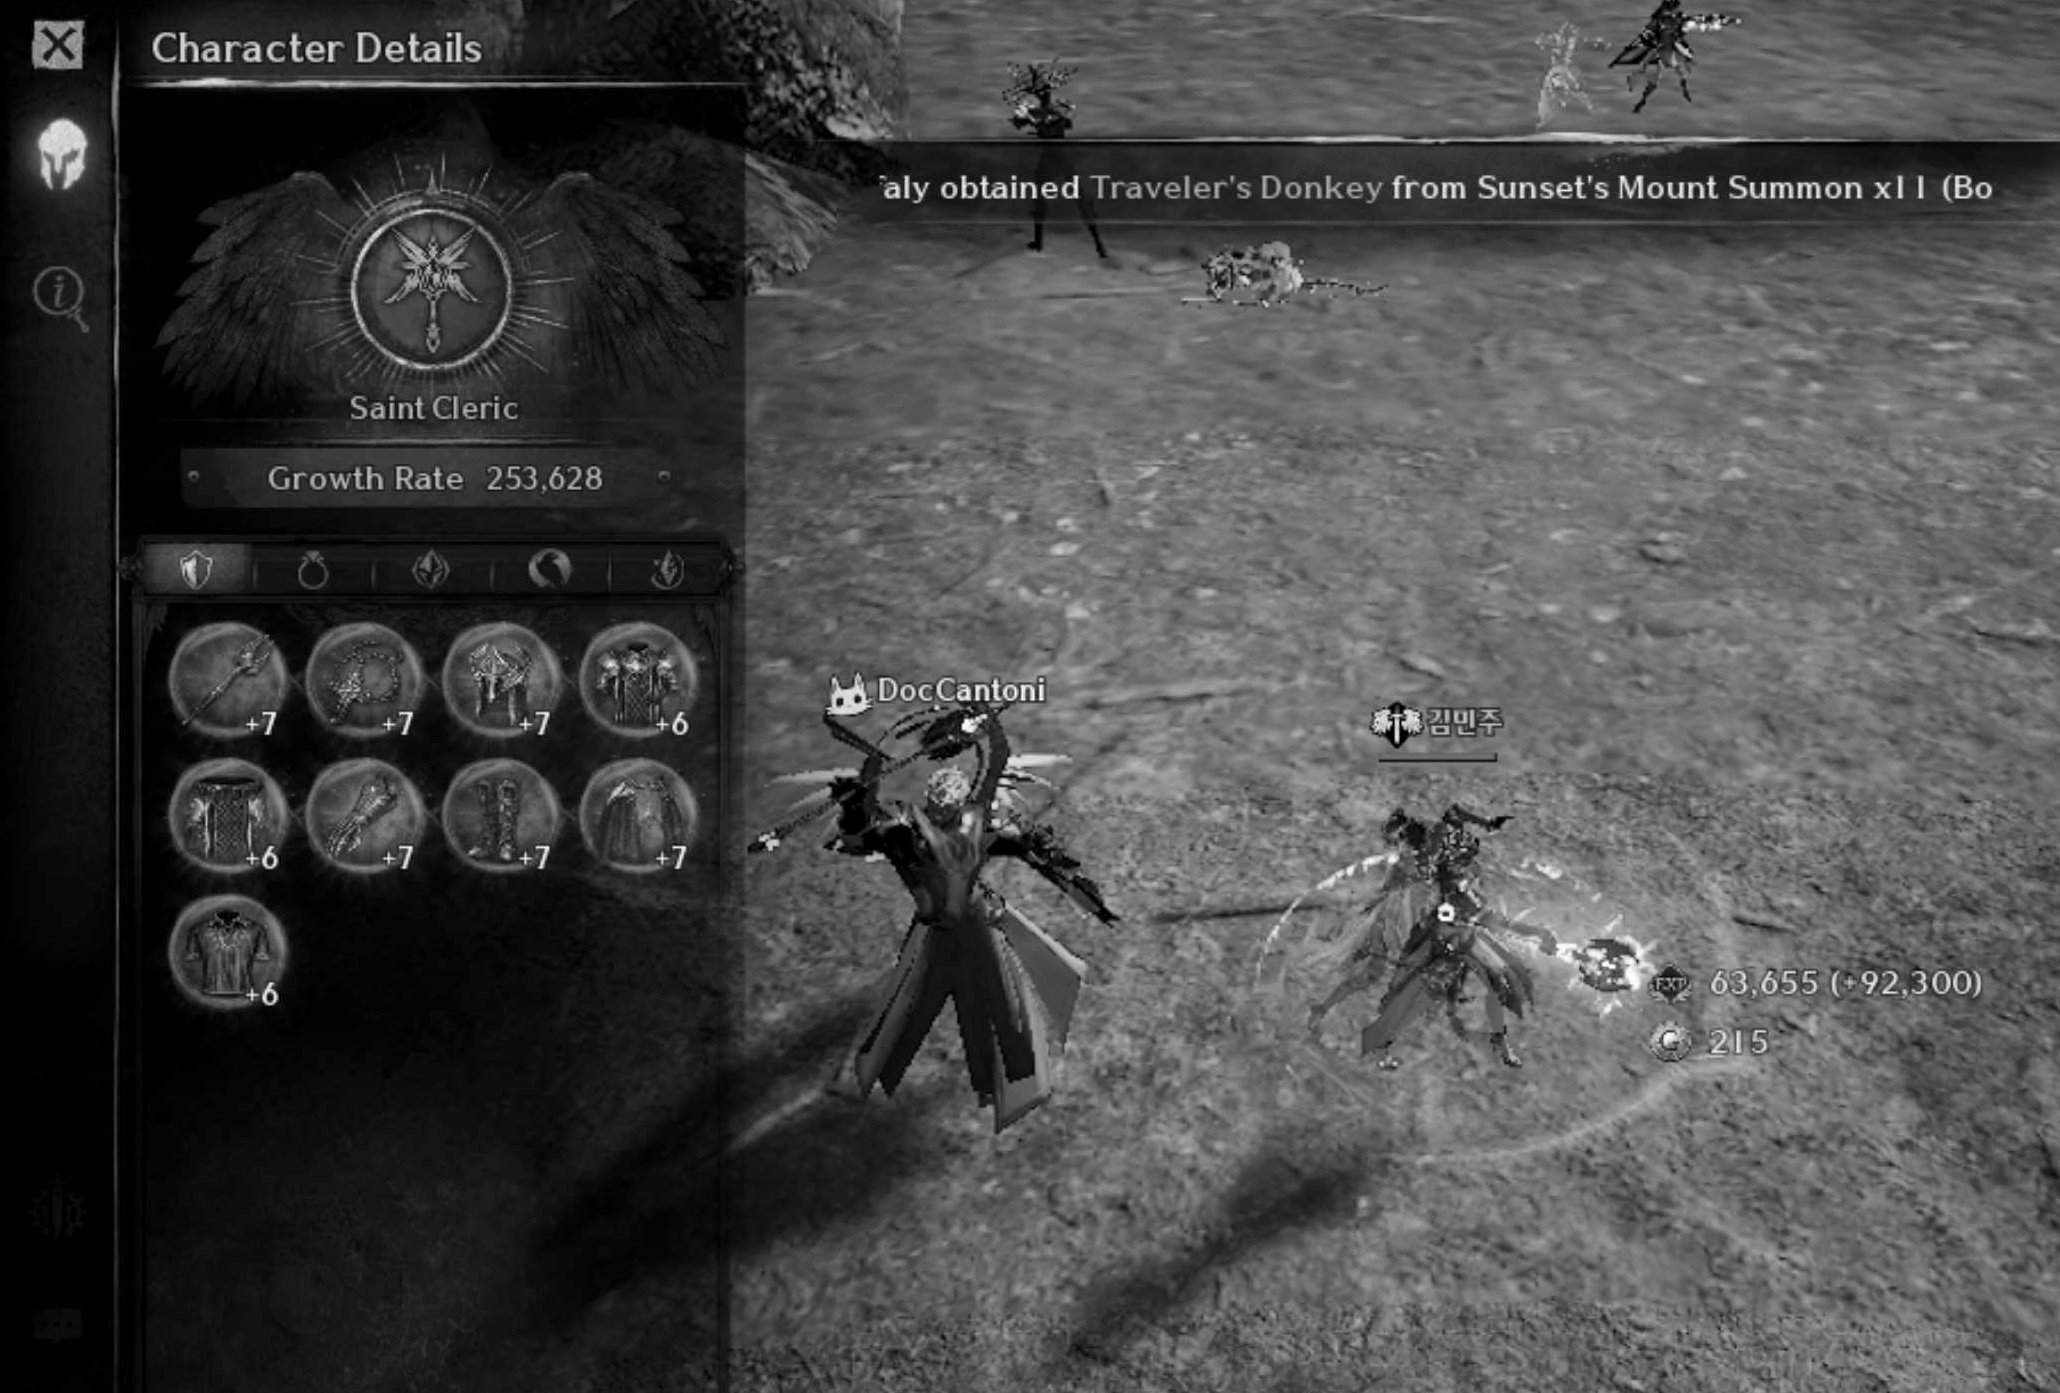 Character Details
aly obtained Traveler's Donkey from Sunset's Mount Summon x11 (Bo
Saint Cleric
Growth Rate 253,628
+7 +7 +7 +6
DocCantoni
김민주
+6 +7 +7 +7
+6
EXP 63,655 (+92,300)
G 215